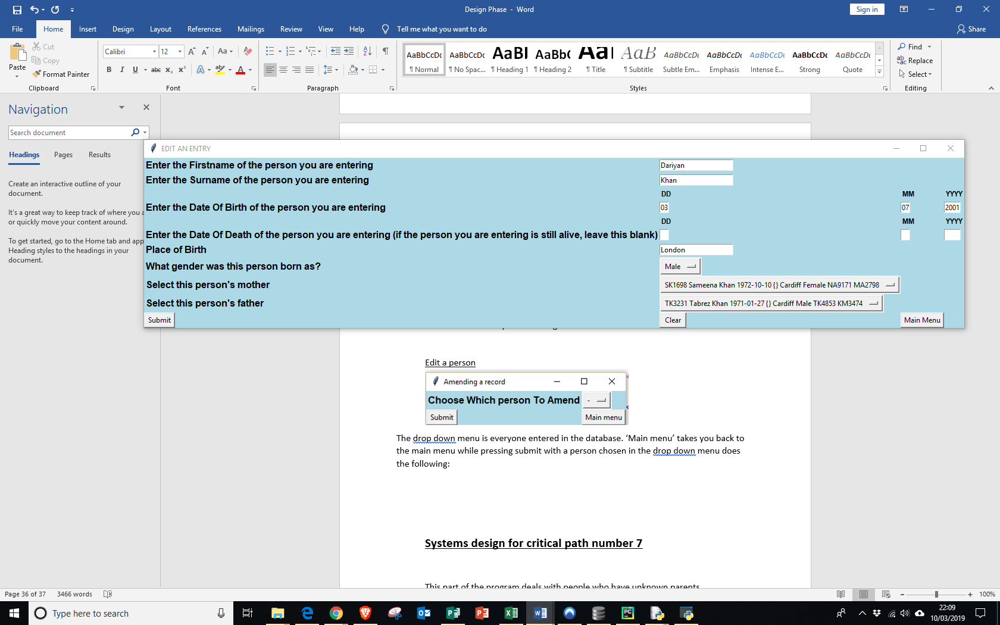 Design Phase - Word
Sign in
File Home Insert Design Layout References Mailings Review View Help Tell me what you want to do Share
Paste
Cut
Copy
Format Painter
Clipboard
Calibri 12
Font
Paragraph
AaBbCcDc AaBbCcDc AaBl AaBbC AaI AaB AaBbCcDc AaBbCcDc AaBbCcDc AaBbCcDc AaBbCcDc
¶ Normal ¶ No Spac... ¶ Heading 1 ¶ Heading 2 ¶ Title ¶ Subtitle Subtle Em... Emphasis Intense E... Strong Quote
Styles
Find
Replace
Select
Editing
Navigation
Search document
Headings Pages Results
Create an interactive outline of your
document.
It's a great way to keep track of where you a
or quickly move your content around.
To get started, go to the Home tab and app
Heading styles to the headings in your
document.
EDIT AN ENTRY
Enter the Firstname of the person you are entering Dariyan
Enter the Surname of the person you are entering Khan
DD MM YYYY
Enter the Date Of Birth of the person you are entering 03 07 2001
DD MM YYYY
Enter the Date Of Death of the person you are entering (if the person you are entering is still alive, leave this blank)
Place of Birth London
What gender was this person born as? Male
Select this person's mother SK1698 Sameena Khan 1972-10-10 {} Cardiff Female NA9171 MA2798
Select this person's father TK3231 Tabrez Khan 1971-01-27 {} Cardiff Male TK4853 KM3474
Submit Clear Main Menu
Edit a person
Amending a record
Choose Which person To Amend -
Submit Main menu
The drop down menu is everyone entered in the database. ‘Main menu’ takes you back to
the main menu while pressing submit with a person chosen in the drop down menu does
the following:
Systems design for critical path number 7
This part of the program deals with people who have unknown parents
Page 36 of 37 3466 words 100%
Type here to search
22:09
10/03/2019